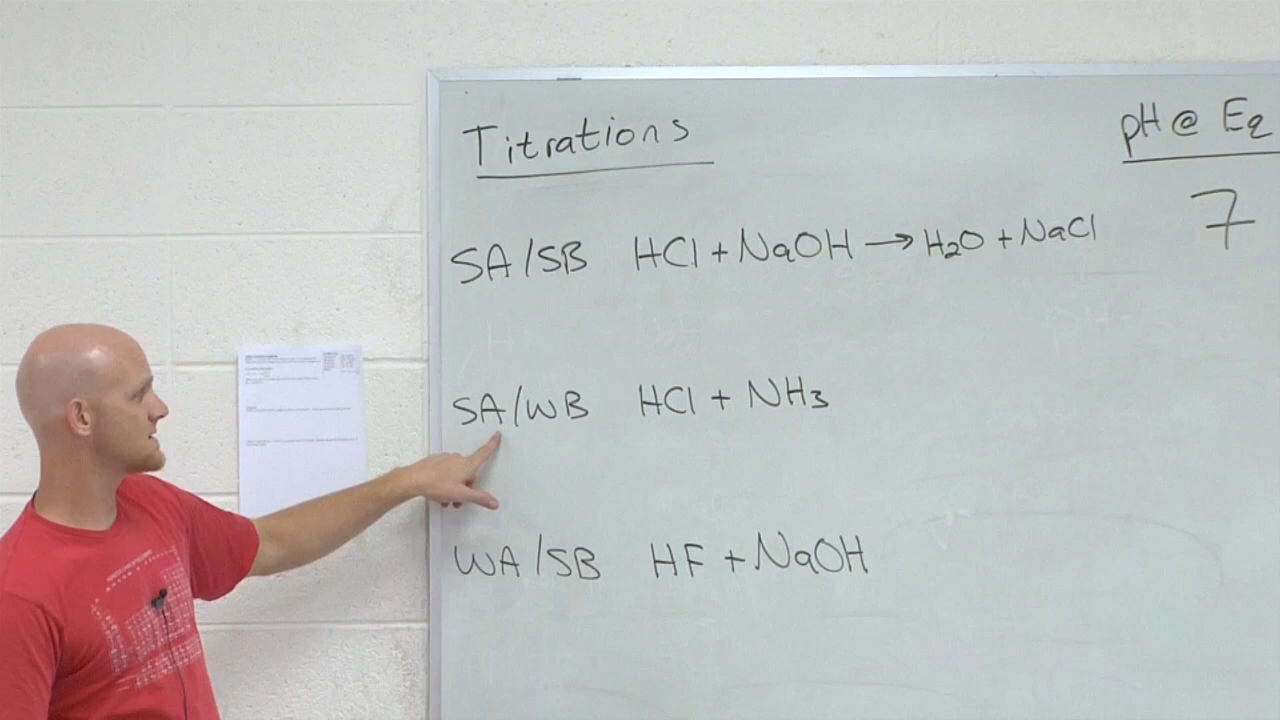 Titrations
pH @ Eq
SA/SB HCl + NaOH → H₂O + NaCl 7
SA/WB HCl + NH₃
WA/SB HF + NaOH